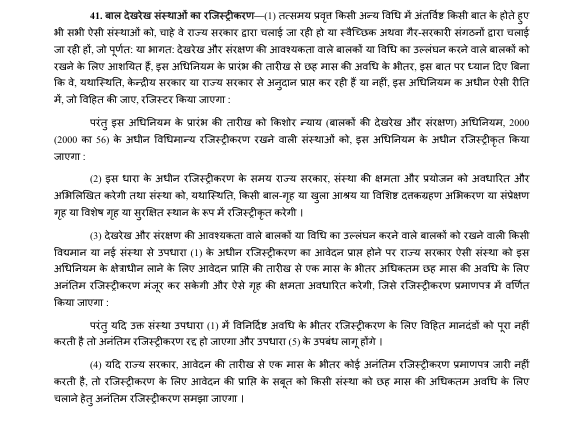 41. बाल देखरेख संस्थाओं का रजिस्ट्रीकरण—(1) तत्समय प्रवृत्त किसी अन्य विधि में अंतर्विष्ट किसी बात के होते हुए
भी सभी ऐसी संस्थाओं को, चाहे वे राज्य सरकार द्वारा चलाई जा रही हो या स्वैच्छिक अथवा गैर-सरकारी संगठनों द्वारा चलाई
जा रही हों, जो पूर्णत: या भागत: देखरेख और संरक्षण की आवश्यकता वाले बालकों या विधि का उल्लंघन करने वाले बालकों को
रखने के लिए आशयित हैं, इस अधिनियम के प्रारंभ की तारीख से छह मास की अवधि के भीतर, इस बात पर ध्यान दिए बिना
कि वे, यथास्थिति, केन्द्रीय सरकार या राज्य सरकार से अनुदान प्राप्त कर रही हैं या नहीं, इस अधिनियम क अधीन ऐसी रीति
में, जो विहित की जाए, रजिस्टर किया जाएगा :
परंतु इस अधिनियम के प्रारंभ की तारीख को किशोर न्याय (बालकों की देखरेख और संरक्षण) अधिनियम, 2000
(2000 का 56) के अधीन विधिमान्य रजिस्ट्रीकरण रखने वाली संस्थाओं को, इस अधिनियम के अधीन रजिस्ट्रीकृत किया
जाएगा :
(2) इस धारा के अधीन रजिस्ट्रीकरण के समय राज्य सरकार, संस्था की क्षमता और प्रयोजन को अवधारित और
अभिलिखित करेगी तथा संस्था को, यथास्थिति, किसी बाल-गृह या खुला आश्रय या विशिष्ट दत्तकग्रहण अभिकरण या संप्रेक्षण
गृह या विशेष गृह या सुरक्षित स्थान के रूप में रजिस्ट्रीकृत करेगी ।
(3) देखरेख और संरक्षण की आवश्यकता वाले बालकों या विधि का उल्लंघन करने वाले बालकों को रखने वाली किसी
विद्यमान या नई संस्था से उपधारा (1) के अधीन रजिस्ट्रीकरण का आवेदन प्राप्त होने पर राज्य सरकार ऐसी संस्था को इस
अधिनियम के क्षेत्राधीन लाने के लिए आवेदन प्राप्ति की तारीख से एक मास के भीतर अधिकतम छह मास की अवधि के लिए
अनंतिम रजिस्ट्रीकरण मंजूर कर सकेगी और ऐसे गृह की क्षमता अवधारित करेगी, जिसे रजिस्ट्रीकरण प्रमाणपत्र में वर्णित
किया जाएगा :
परंतु यदि उक्त संस्था उपधारा (1) में विनिर्दिष्ट अवधि के भीतर रजिस्ट्रीकरण के लिए विहित मानदंडों को पूरा नहीं
करती है तो अनंतिम रजिस्ट्रीकरण रद्द हो जाएगा और उपधारा (5) के उपबंध लागू होंगे ।
(4) यदि राज्य सरकार, आवेदन की तारीख से एक मास के भीतर कोई अनंतिम रजिस्ट्रीकरण प्रमाणपत्र जारी नहीं
करती है, तो रजिस्ट्रीकरण के लिए आवेदन की प्राप्ति के सबूत को किसी संस्था को छह मास की अधिकतम अवधि के लिए
चलाने हेतु अनंतिम रजिस्ट्रीकरण समझा जाएगा ।